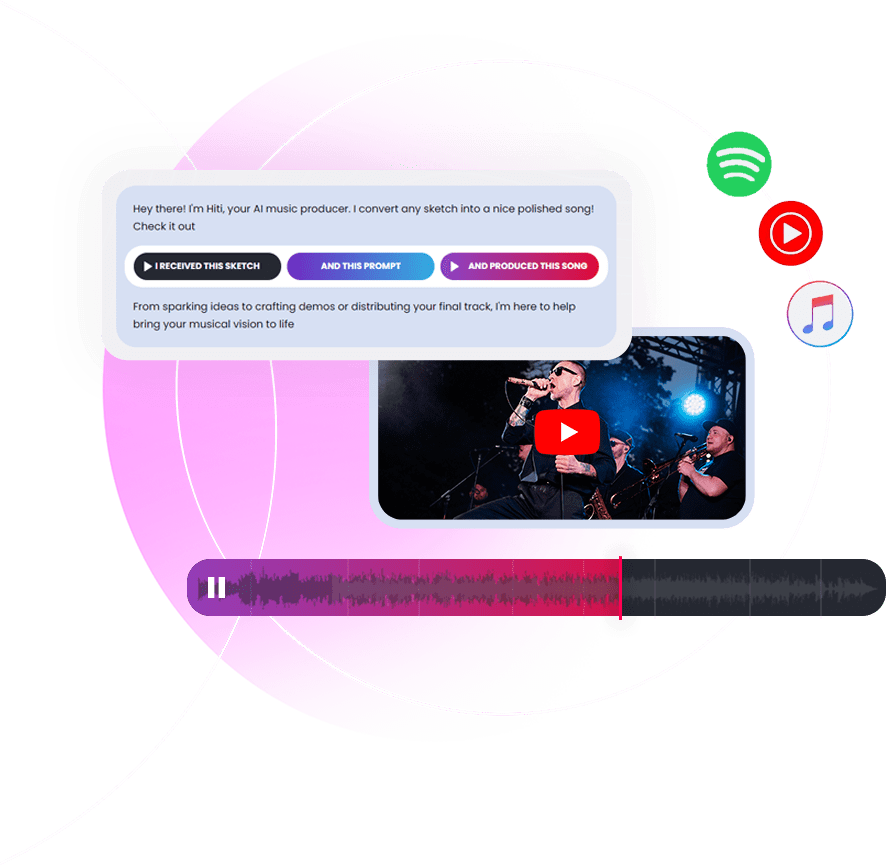 Hey there! I'm Hiti, your AI music producer. I convert any sketch into a nice polished song!
Check it out
I RECEIVED THIS SKETCH
AND THIS PROMPT
AND PRODUCED THIS SONG
From sparking ideas to crafting demos or distributing your final track, I'm here to help
bring your musical vision to life